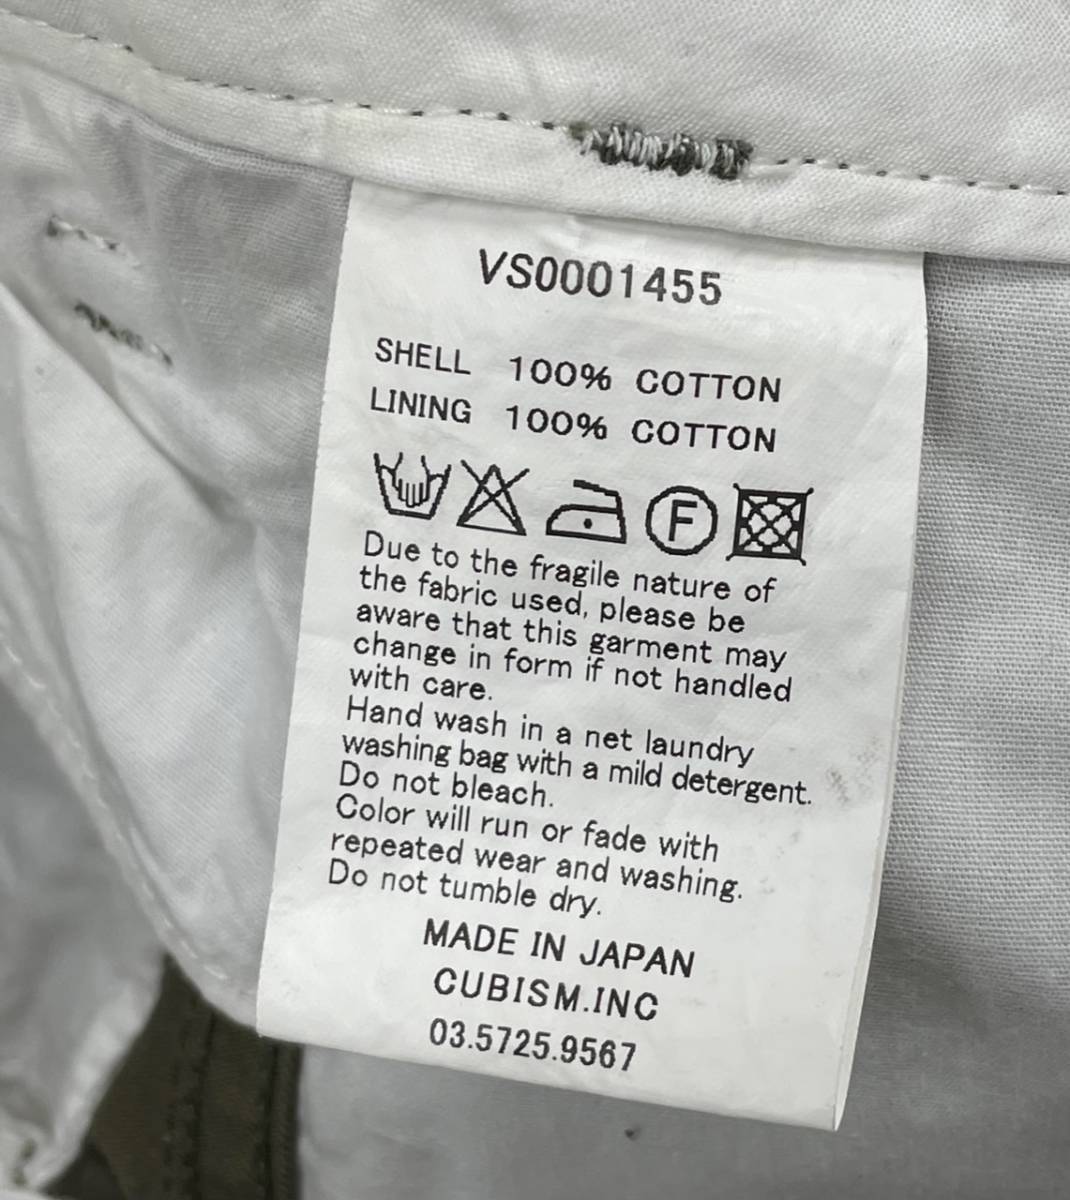 VS0001455
SHELL 100% COTTON
LINING 100% COTTON
F
Due to the fragile nature of
the fabric used, please be
aware that this garment may
change in form if not handled
with care.
Hand wash in a net laundry
washing bag with a mild detergent.
Do not bleach.
Color will run or fade with
repeated wear and washing.
Do not tumble dry.
MADE IN JAPAN
CUBISM.INC
03.5725.9567